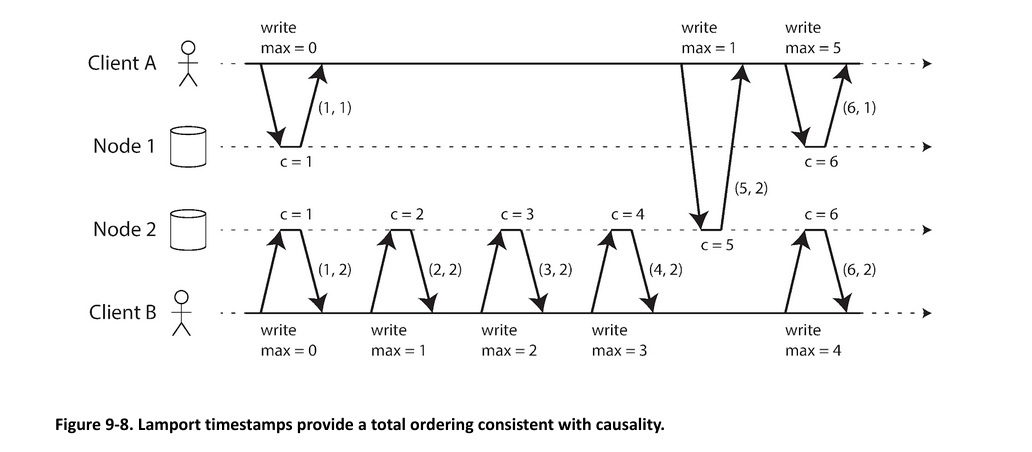 write
max = 0
write
max = 1
write
max = 5
Client A
(1, 1)
(6, 1)
Node 1
c = 1
c = 6
(5, 2)
c = 1
c = 2
c = 3
c = 4
c = 6
Node 2
c = 5
(1, 2)
(2, 2)
(3, 2)
(4, 2)
(6, 2)
Client B
write
max = 0
write
max = 1
write
max = 2
write
max = 3
write
max = 4
Figure 9-8. Lamport timestamps provide a total ordering consistent with causality.